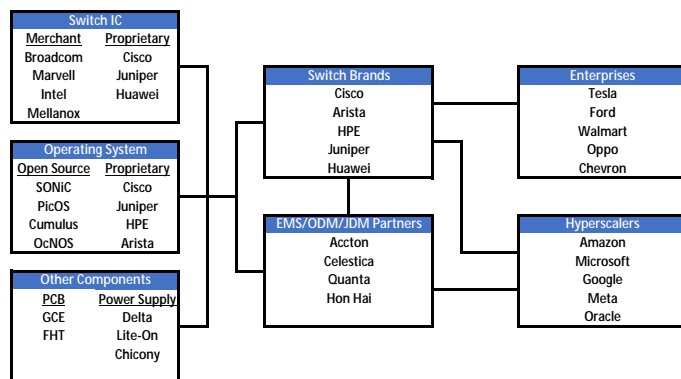 Switch IC
Merchant Proprietary
Broadcom Cisco
Marvell Juniper
Intel Huawei
Mellanox
Operating System
Open Source Proprietary
SONiC Cisco
PicOS Juniper
Cumulus HPE
OcNOS Arista
Other Components
PCB Power Supply
GCE Delta
FHT Lite-On
Chicony
Switch Brands
Cisco
Arista
HPE
Juniper
Huawei
EMS/ODM/JDM Partners
Accton
Celestica
Quanta
Hon Hai
Enterprises
Tesla
Ford
Walmart
Oppo
Chevron
Hyperscalers
Amazon
Microsoft
Google
Meta
Oracle